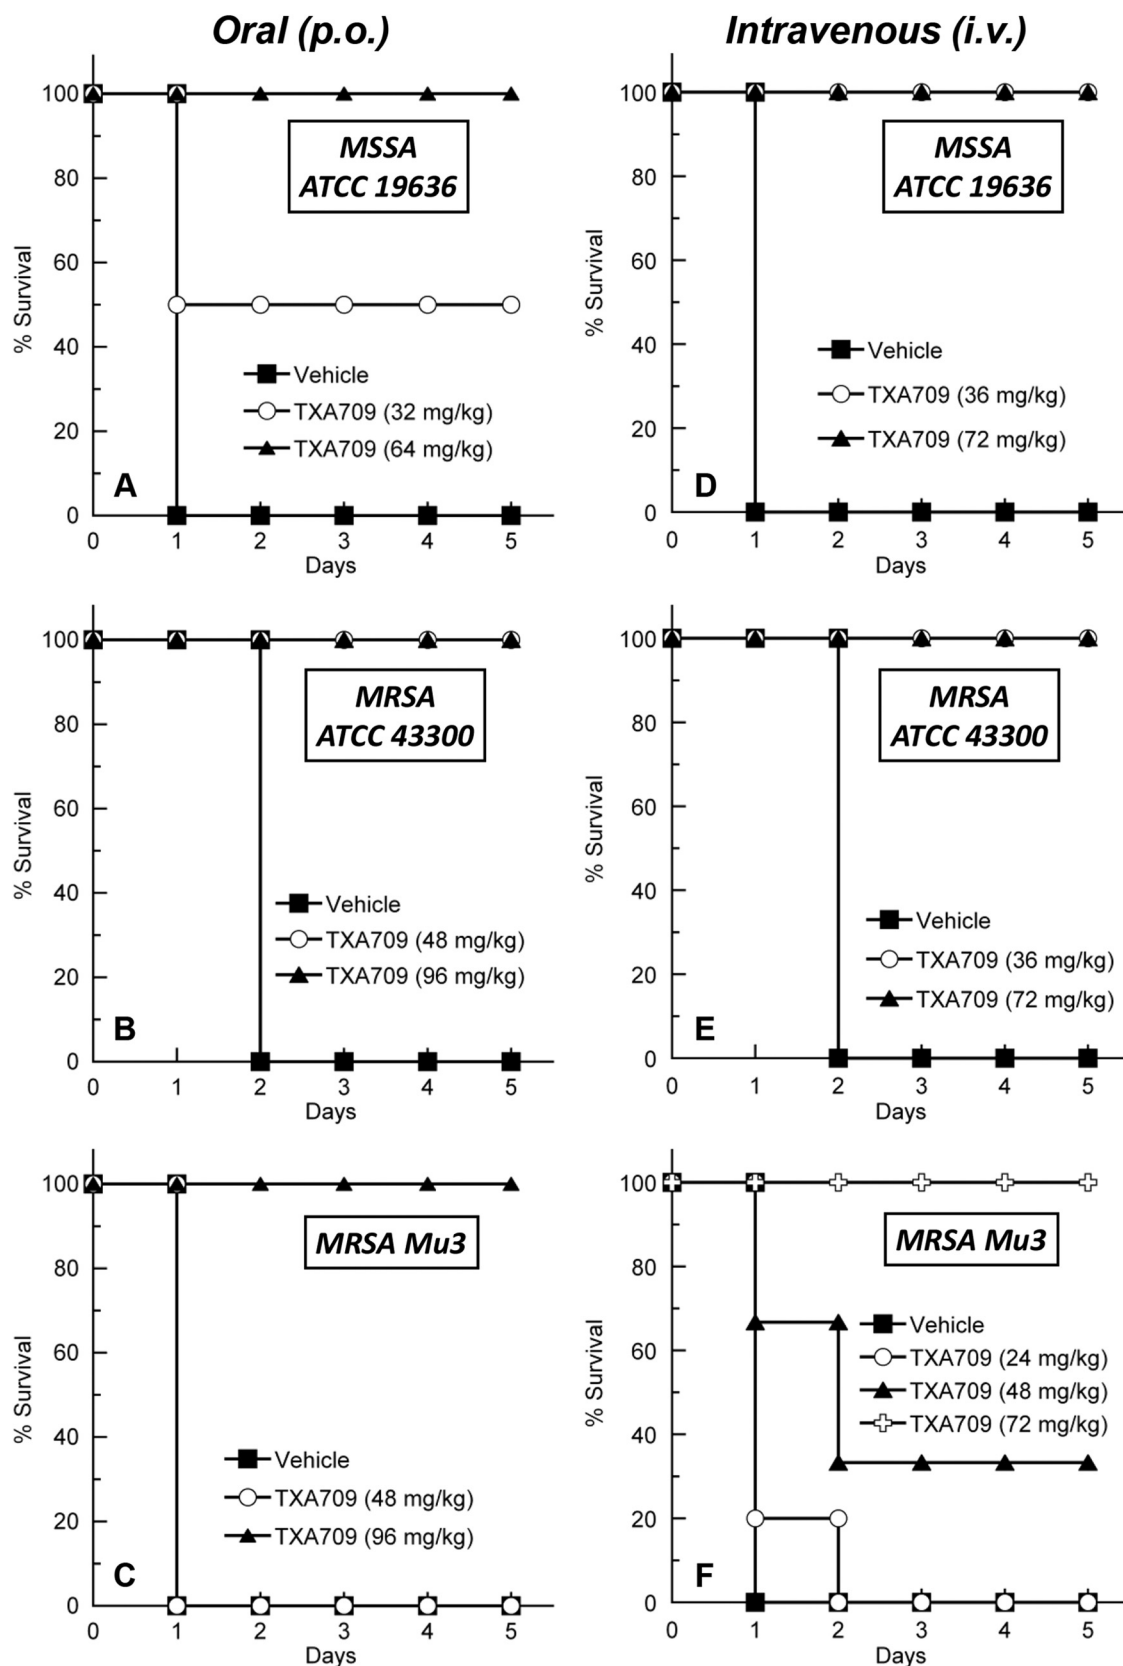 Oral (p.o.)
Intravenous (i.v.)
100
80
60
40
20
0
% Survival
MSSA
ATCC 19636
Vehicle
TXA709 (32 mg/kg)
TXA709 (64 mg/kg)
A
0 1 2 3 4 5
Days
100
80
60
40
20
0
% Survival
MSSA
ATCC 19636
Vehicle
TXA709 (36 mg/kg)
TXA709 (72 mg/kg)
D
0 1 2 3 4 5
Days
100
80
60
40
20
0
% Survival
MRSA
ATCC 43300
Vehicle
TXA709 (48 mg/kg)
TXA709 (96 mg/kg)
B
0 1 2 3 4 5
Days
100
80
60
40
20
0
% Survival
MRSA
ATCC 43300
Vehicle
TXA709 (36 mg/kg)
TXA709 (72 mg/kg)
E
0 1 2 3 4 5
Days
100
80
60
40
20
0
% Survival
MRSA Mu3
Vehicle
TXA709 (48 mg/kg)
TXA709 (96 mg/kg)
C
0 1 2 3 4 5
Days
100
80
60
40
20
0
% Survival
MRSA Mu3
Vehicle
TXA709 (24 mg/kg)
TXA709 (48 mg/kg)
TXA709 (72 mg/kg)
F
0 1 2 3 4 5
Days